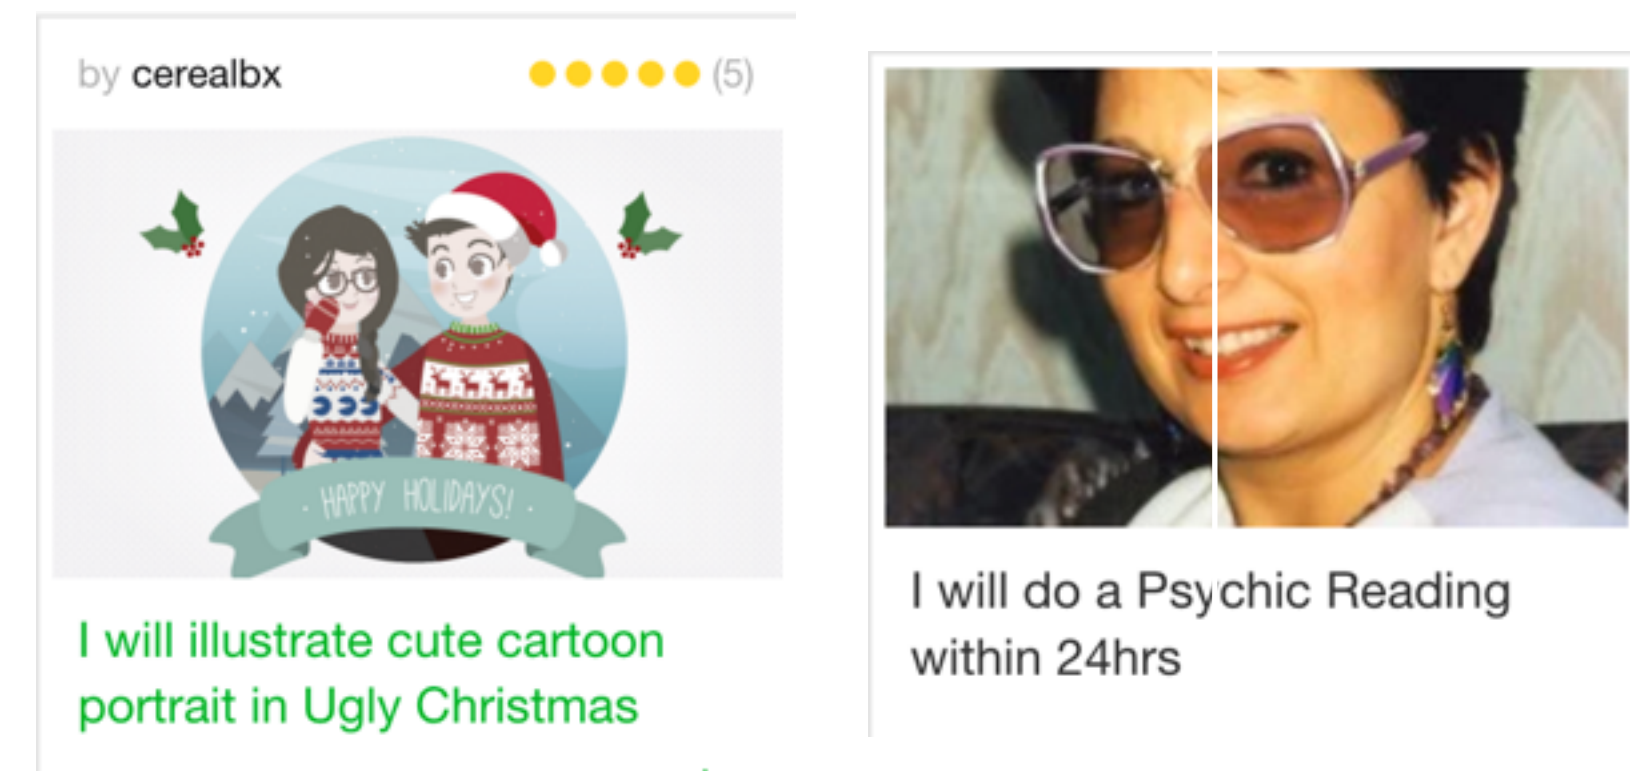 by cerealbx (5)
HAPPY HOLIDAYS!
I will illustrate cute cartoon
portrait in Ugly Christmas
I will do a Psychic Reading
within 24hrs